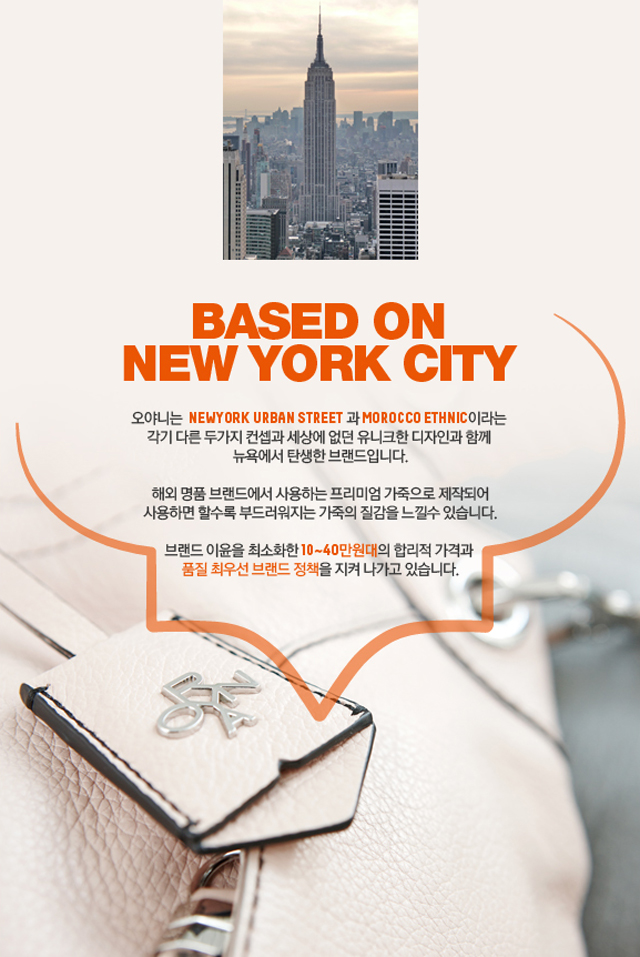 BASED ON
NEW YORK CITY
오야니는 NEWYORK URBAN STREET 과 MOROCCO ETHNIC이라는
각기 다른 두가지 컨셉과 세상에 없던 유니크한 디자인과 함께
뉴욕에서 탄생한 브랜드입니다.
해외 명품 브랜드에서 사용하는 프리미엄 가죽으로 제작되어
사용하면 할수록 부드러워지는 가죽의 질감을 느낄수 있습니다.
브랜드 이윤을 최소화한 10~40만원대의 합리적 가격과
품질 최우선 브랜드 정책을 지켜 나가고 있습니다.